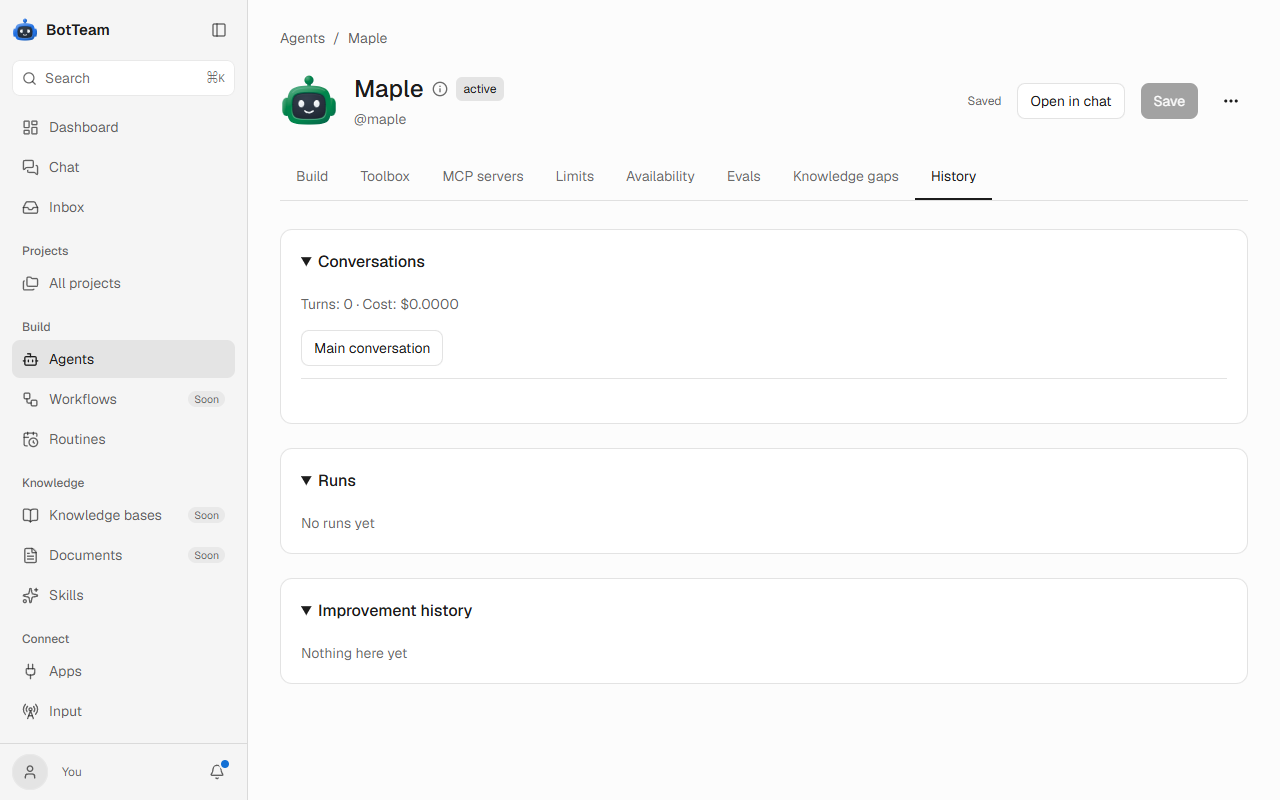 BotTeam
Search ⌘K
Dashboard
Chat
Inbox
Projects
All projects
Build
Agents
Workflows Soon
Routines
Knowledge
Knowledge bases Soon
Documents Soon
Skills
Connect
Apps
Input
You
Agents / Maple
Maple active
@maple
Saved Open in chat Save
Build Toolbox MCP servers Limits Availability Evals Knowledge gaps History
Conversations
Turns: 0 · Cost: $0.0000
Main conversation
Runs
No runs yet
Improvement history
Nothing here yet